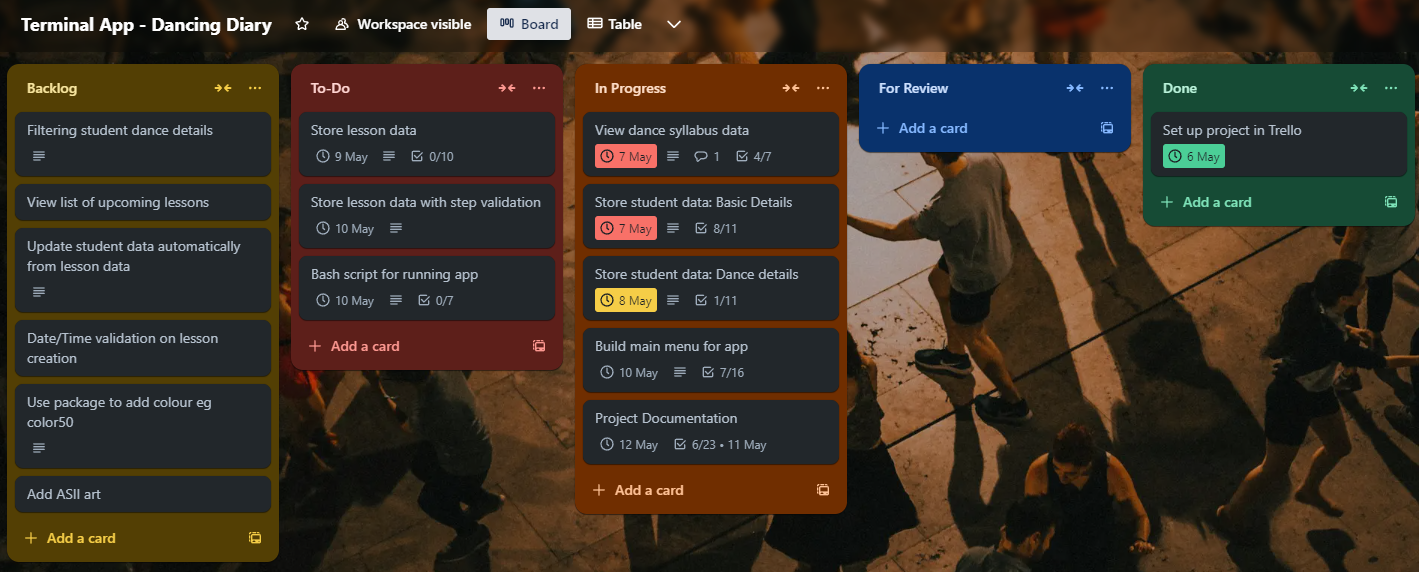 Terminal App - Dancing Diary
Workspace visible
Board
Table
Backlog
Filtering student dance details
View list of upcoming lessons
Update student data automatically
from lesson data
Date/Time validation on lesson
creation
Use package to add colour eg
color50
Add ASII art
Add a card
To-Do
Store lesson data
9 May 0/10
Store lesson data with step validation
10 May
Bash script for running app
10 May 0/7
Add a card
In Progress
View dance syllabus data
7 May 1 4/7
Store student data: Basic Details
7 May 8/11
Store student data: Dance details
8 May 1/11
Build main menu for app
10 May 7/16
Project Documentation
12 May 6/23 • 11 May
Add a card
For Review
Add a card
Done
Set up project in Trello
6 May
Add a card